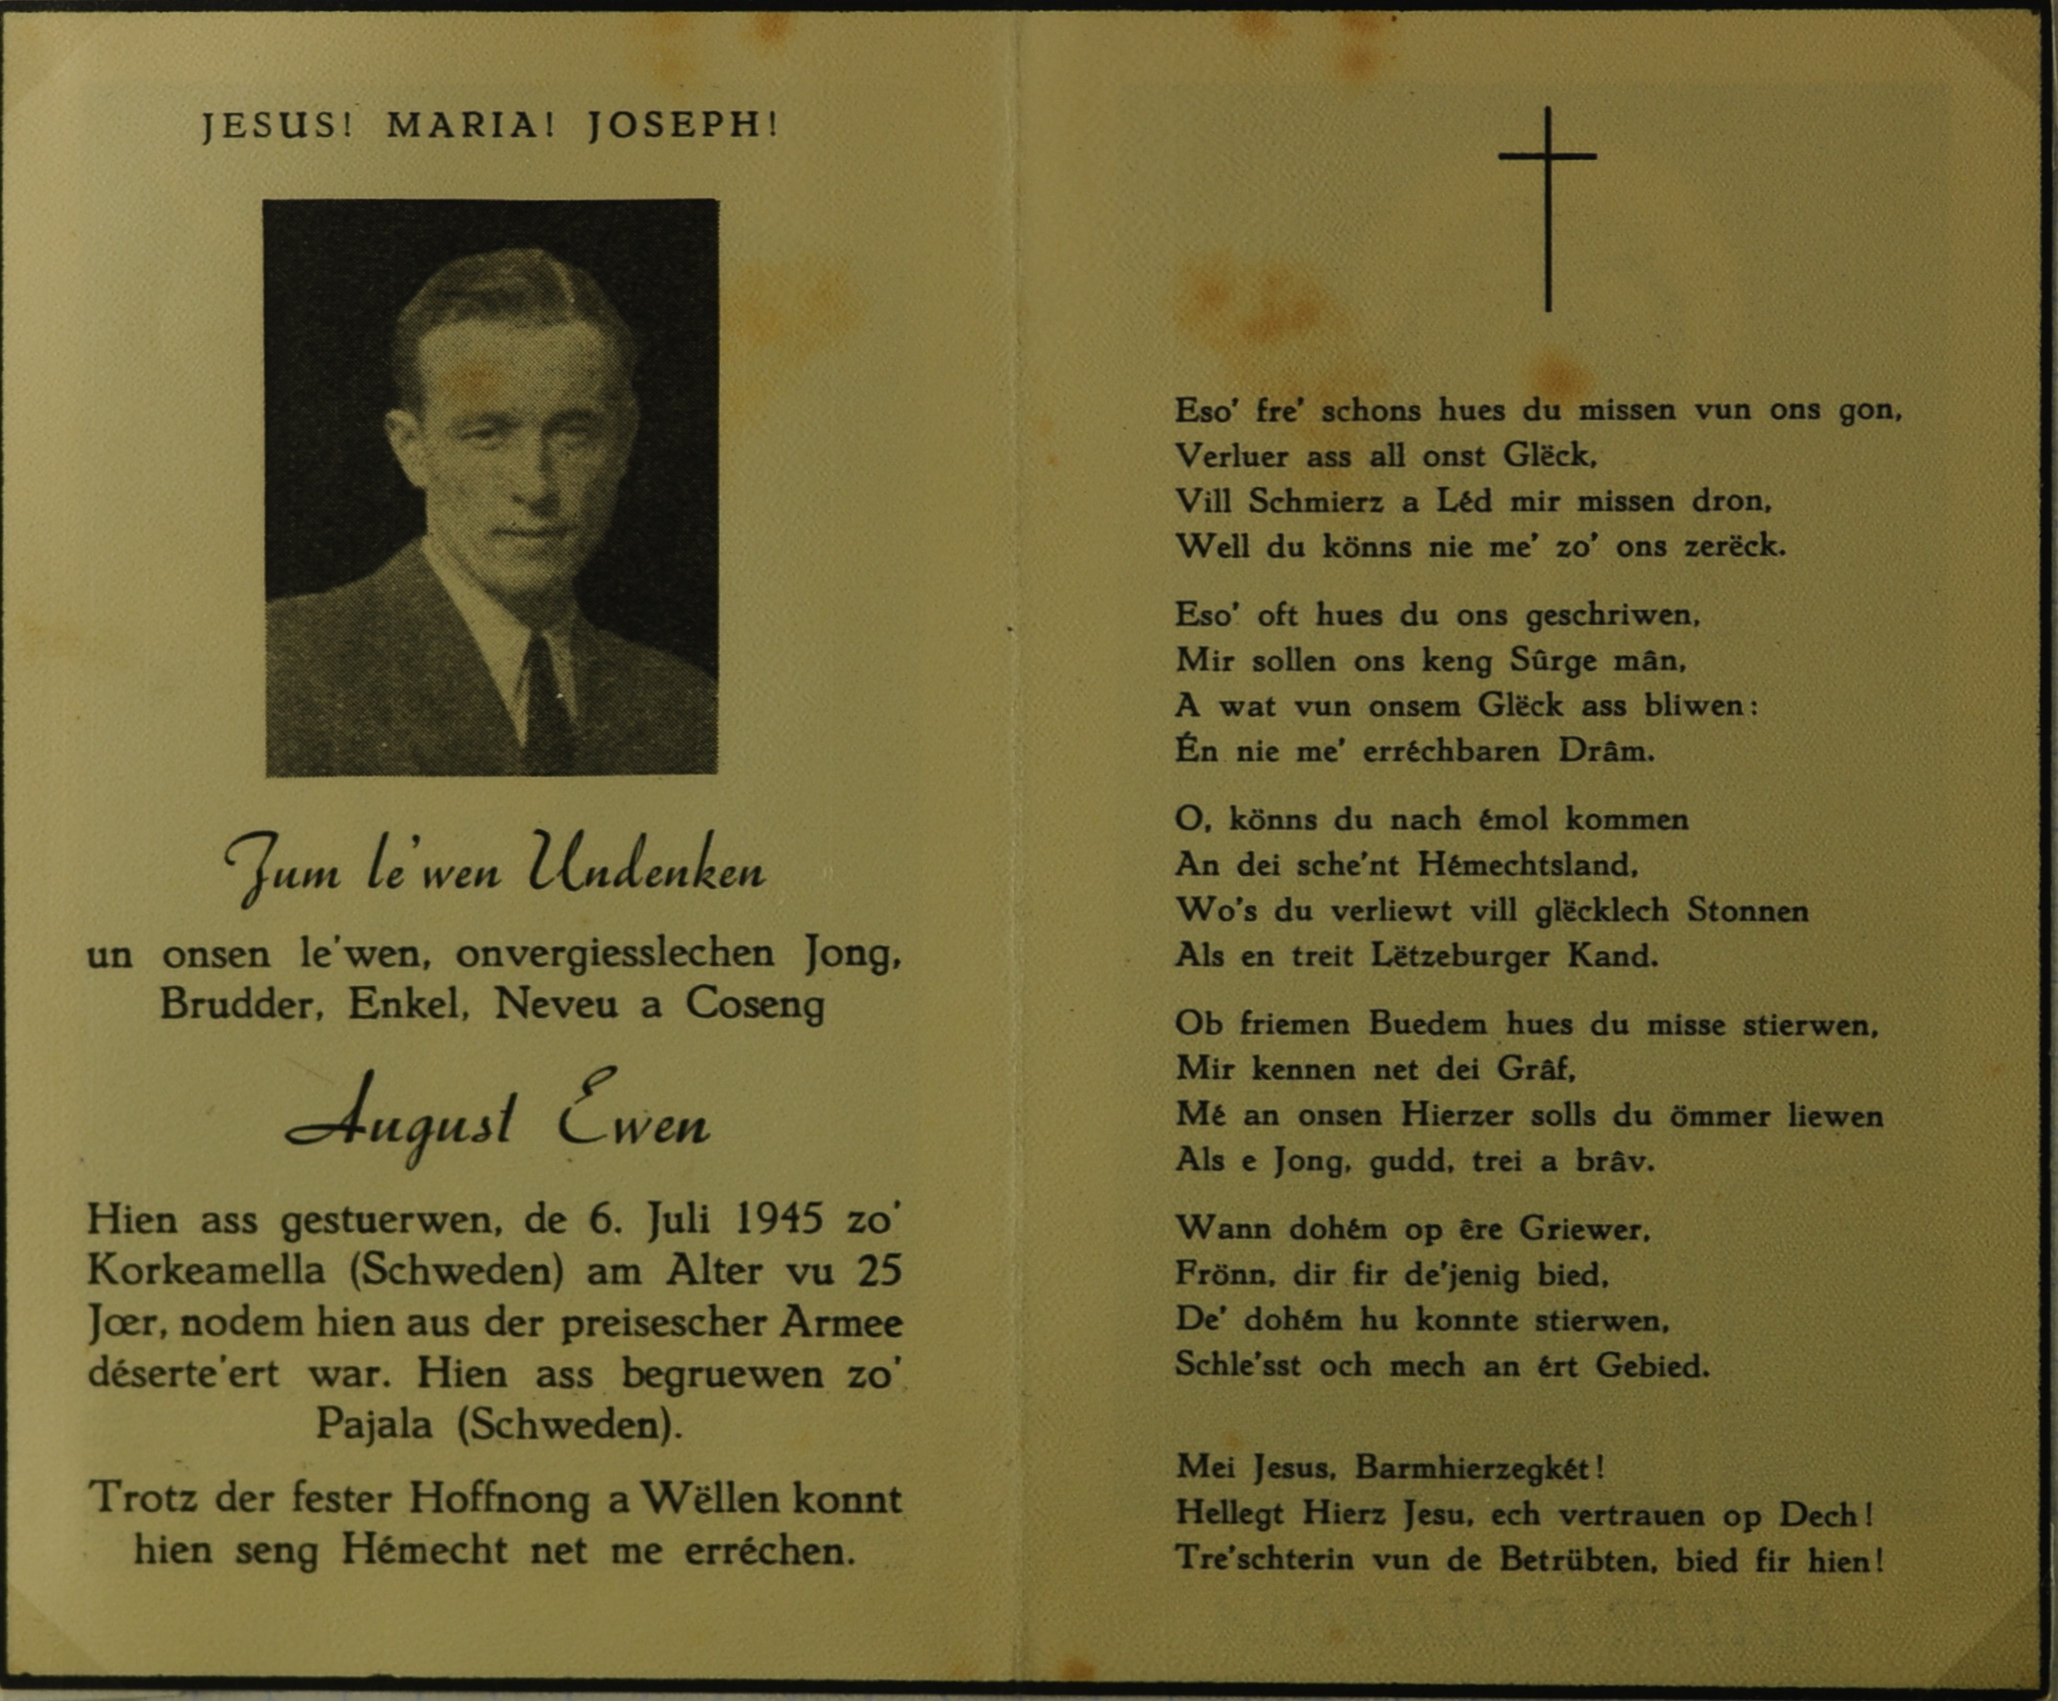 JESUS! MARIA! JOSEPH!
Zum le'wen Undenken
un onsen le'wen, onvergiesslechen Jong,
Brudder, Enkel, Neveu a Coseng
August Ewen
Hien ass gestuerwen, de 6. Juli 1945 zo'
Korkeamella (Schweden) am Alter vu 25
Jœr, nodem hien aus der preisescher Armee
déserte'ert war. Hien ass begruewen zo'
Pajala (Schweden).
Trotz der fester Hoffnong a Wëllen konnt
hien seng Hémecht net me erréchen.
Eso' fre' schons hues du missen vun ons gon,
Verluer ass all onst Glëck,
Vill Schmierz a Léd mir missen dron,
Well du könns nie me' zo' ons zerëck.
Eso' oft hues du ons geschriwen,
Mir sollen ons keng Sûrge mân,
A wat vun onsem Glëck ass bliwen:
Én nie me' erréchbaren Drâm.
O, könns du nach émol kommen
An dei sche'nt Hémechtsland,
Wo's du verliewt vill glëcklech Stonnen
Als en treit Lëtzeburger Kand.
Ob friemen Buedem hues du misse stierwen,
Mir kennen net dei Grâf,
Mé an onsen Hierzer solls du ömmer liewen
Als e Jong, gudd, trei a brâv.
Wann dohém op êre Griewer,
Frönn, dir fir de'jenig bied,
De' dohém hu konnte stierwen,
Schle'sst och mech an ért Gebied.
Mei Jesus, Barmhierzegkét!
Hellegt Hierz Jesu, ech vertrauen op Dech!
Tre'schterin vun de Betrübten, bied fir hien!